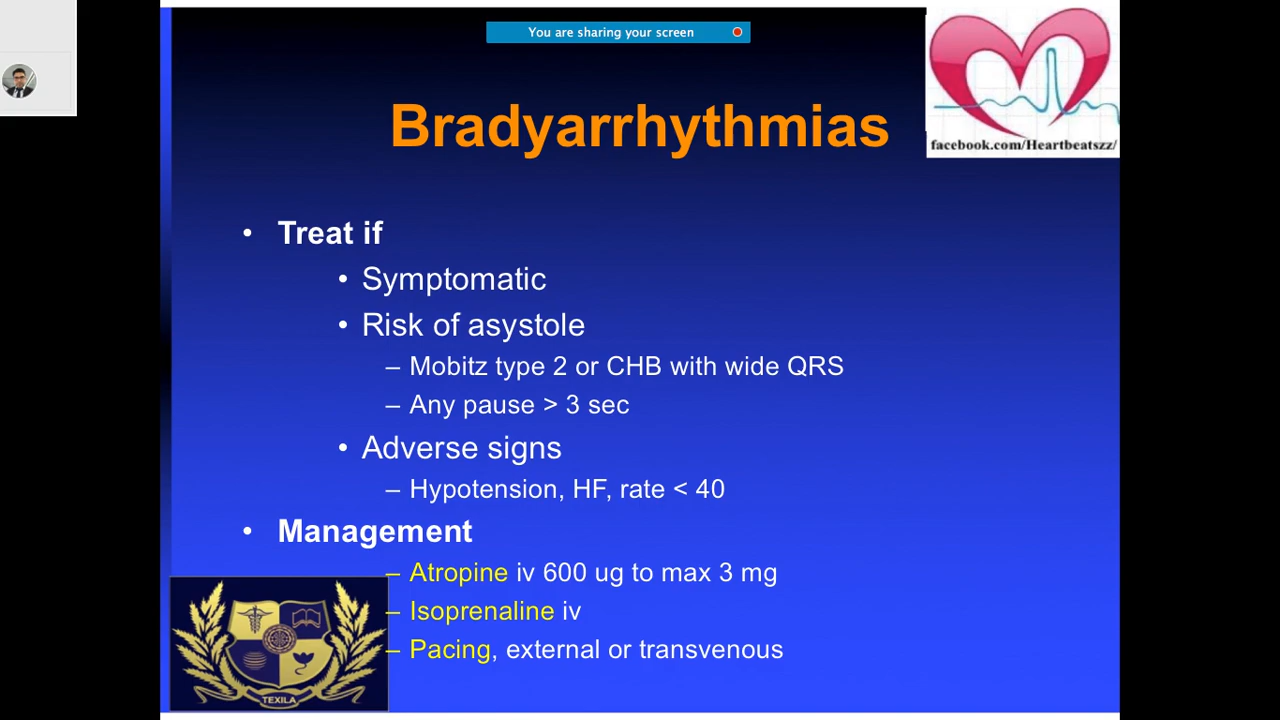 You are sharing your screen
facebook.com/Heartbeatszz/
Bradyarrhythmias
• Treat if
• Symptomatic
• Risk of asystole
– Mobitz type 2 or CHB with wide QRS
– Any pause > 3 sec
• Adverse signs
– Hypotension, HF, rate < 40
• Management
– Atropine iv 600 ug to max 3 mg
– Isoprenaline iv
– Pacing, external or transvenous
TEXILA